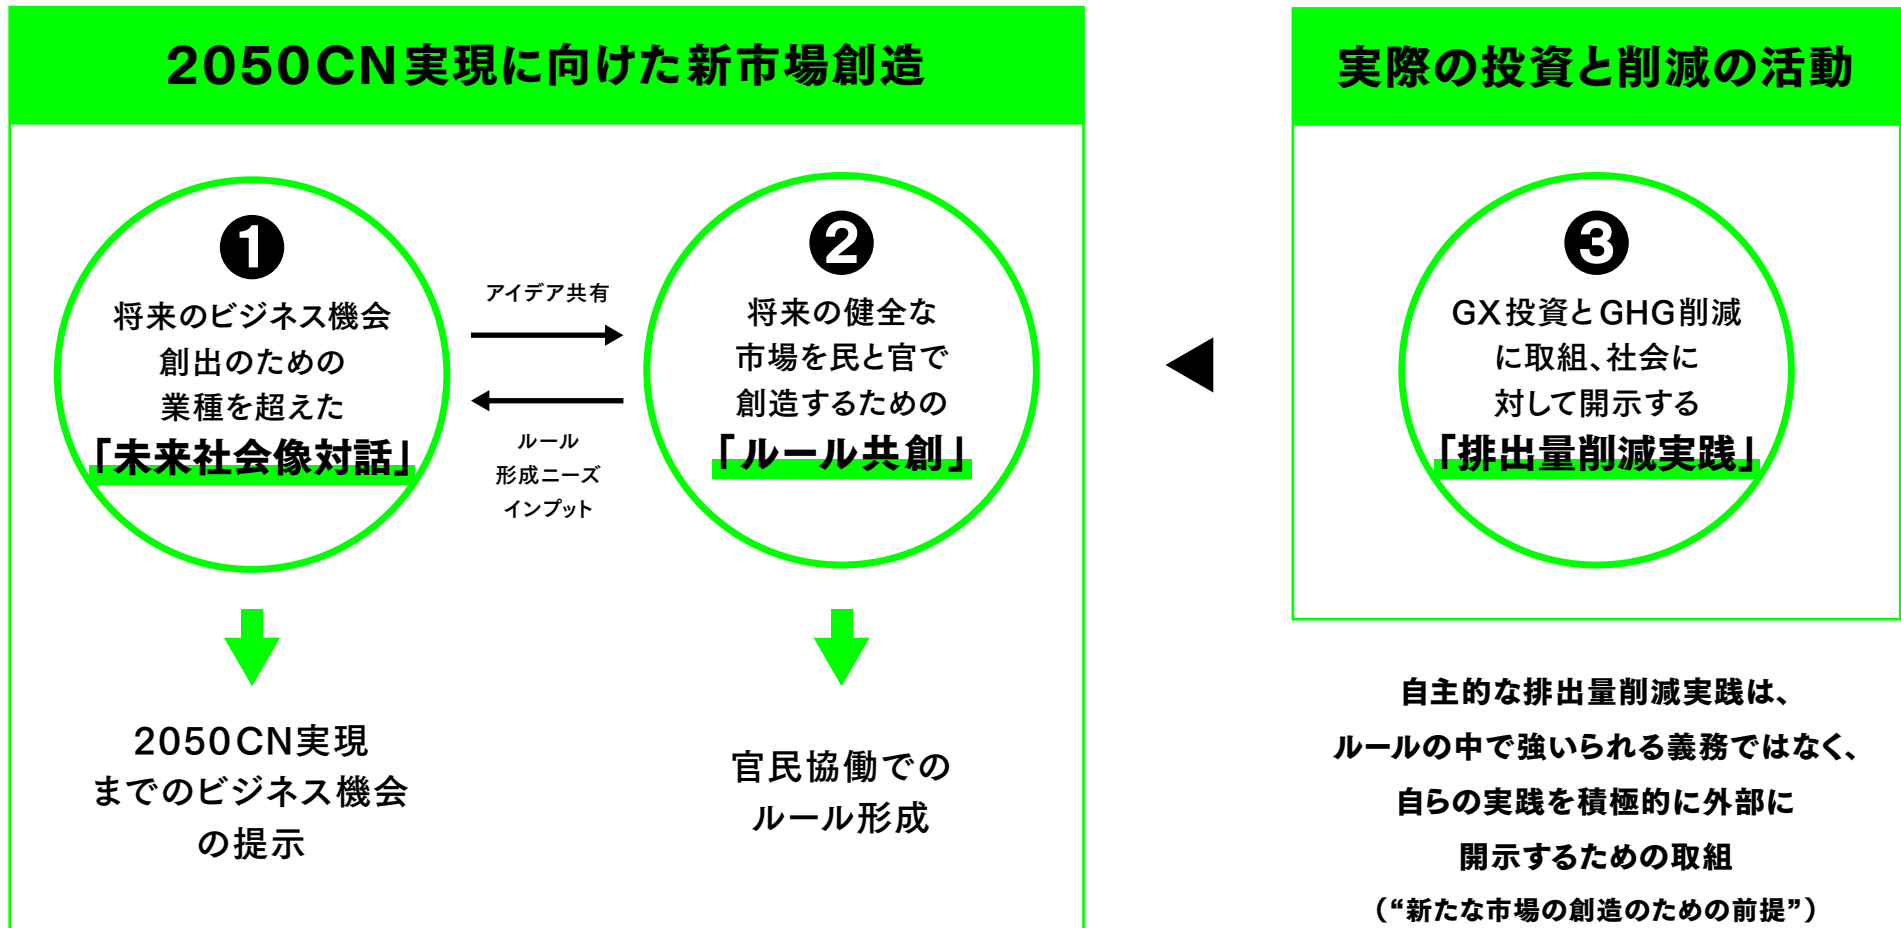 2050CN実現に向けた新市場創造
❶
将来のビジネス機会
創出のための
業種を超えた
「未来社会像対話」
アイデア共有
ルール
形成ニーズ
インプット
❷
将来の健全な
市場を民と官で
創造するための
「ルール共創」
2050CN実現
までのビジネス機会
の提示
官民協働での
ルール形成
実際の投資と削減の活動
❸
GX投資とGHG削減
に取組、社会に
対して開示する
「排出量削減実践」
自主的な排出量削減実践は、
ルールの中で強いられる義務ではなく、
自らの実践を積極的に外部に
開示するための取組
（“新たな市場の創造のための前提”）